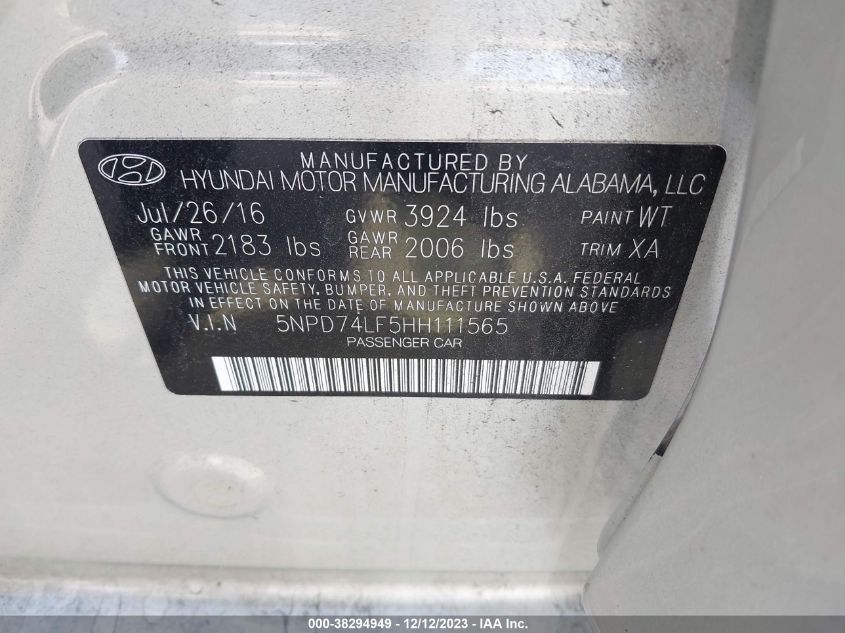 MANUFACTURED BY
HYUNDAI MOTOR MANUFACTURING ALABAMA, LLC
Jul/26/16 GVWR 3924 lbs PAINT WT
GAWR FRONT 2183 lbs GAWR REAR 2006 lbs TRIM XA
THIS VEHICLE CONFORMS TO ALL APPLICABLE U.S.A. FEDERAL
MOTOR VEHICLE SAFETY, BUMPER, AND THEFT PREVENTION STANDARDS
IN EFFECT ON THE DATE OF MANUFACTURE SHOWN ABOVE
V.I.N 5NPD74LF5HH111565
PASSENGER CAR
000-38294949 - 12/12/2023 - IAA Inc.